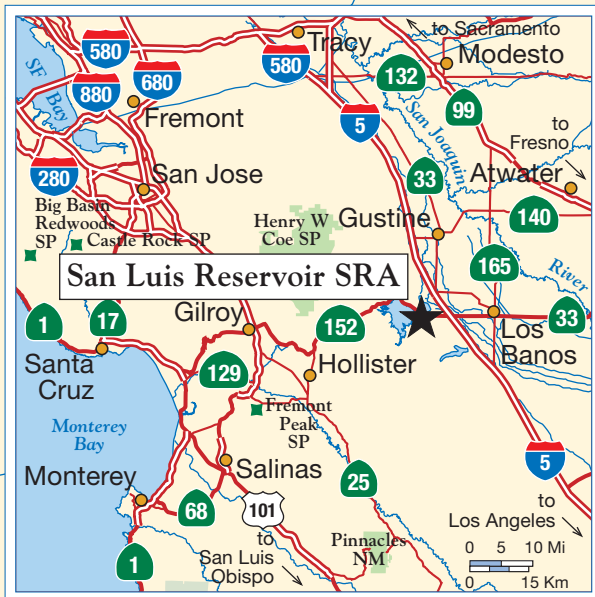 to Sacramento
580
680
880
SF
Bay
Tracy
580
132
Modesto
99
Fremont
5
San Joaquin
to
Fresno
280
San Jose
33
Atwater
Big Basin
Redwoods
SP
Castle Rock SP
Henry W
Coe SP
Gustine
140
165
River
San Luis Reservoir SRA
1
17
Gilroy
152
33
Los
Banos
Santa
Cruz
129
Hollister
Fremont
Peak
SP
Monterey
Bay
Salinas
5
Monterey
68
101
25
to
Los Angeles
to
San Luis
Obispo
Pinnacles
NM
1
0 5 10 Mi
0 15 Km